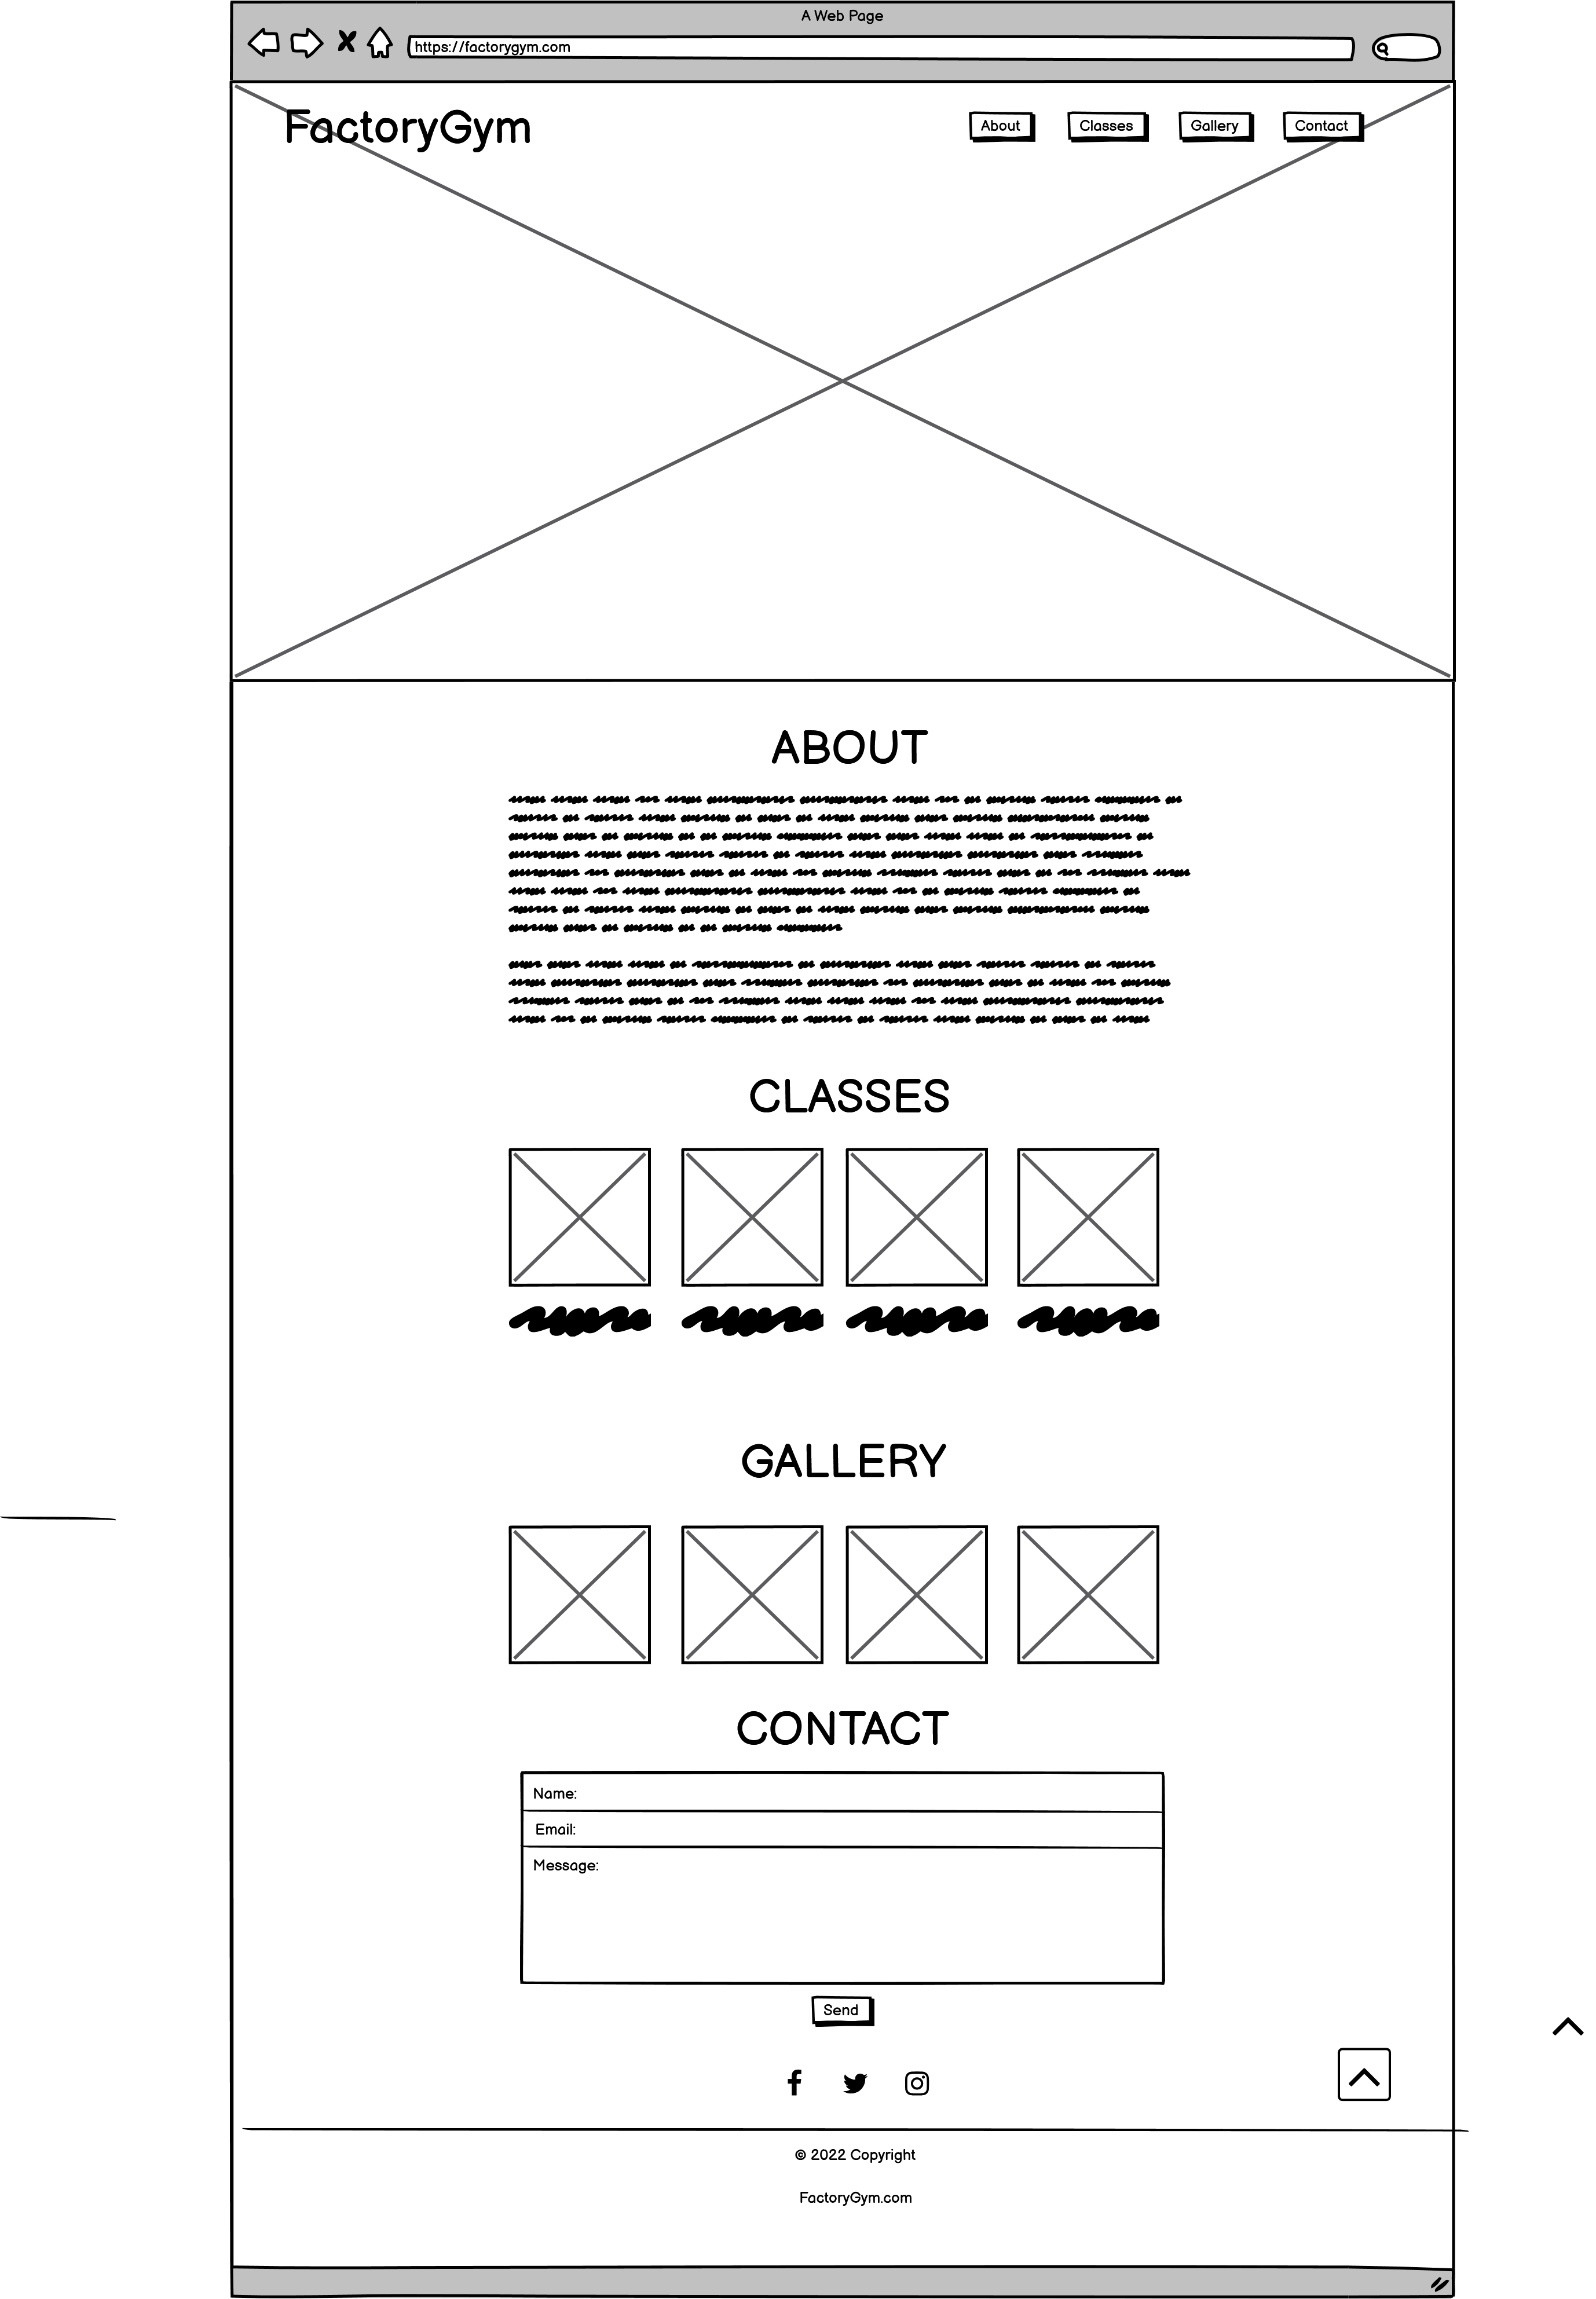 A Web Page
https://factorygym.com
FactoryGym
About
Classes
Gallery
Contact
ABOUT
CLASSES
GALLERY
CONTACT
Name:
Email:
Message:
Send
© 2022 Copyright
FactoryGym.com